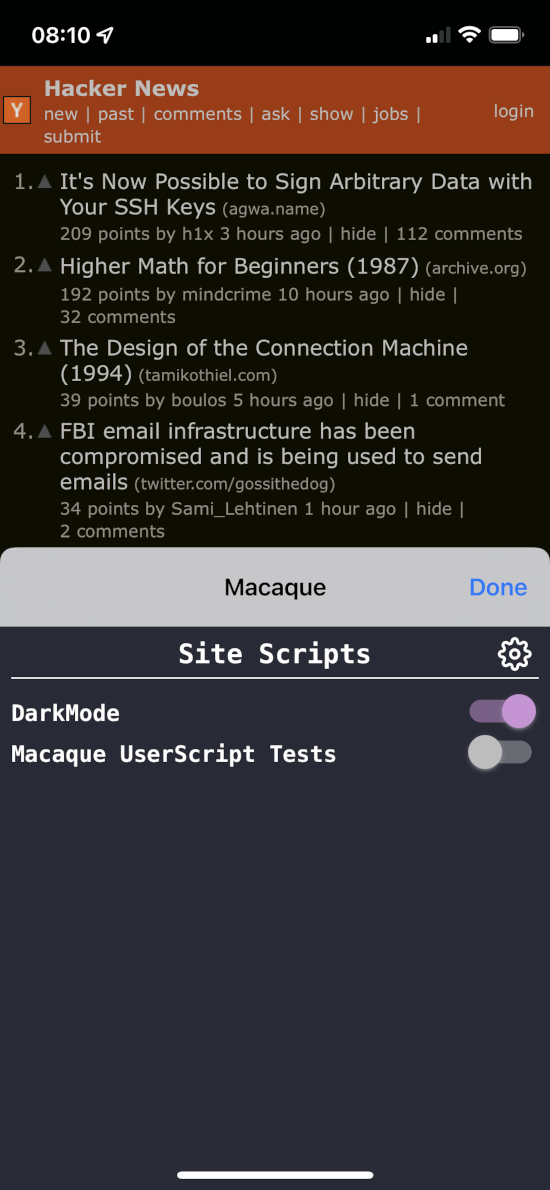 08:10
Y
Hacker News
new | past | comments | ask | show | jobs |
submit
login
1. It's Now Possible to Sign Arbitrary Data with
Your SSH Keys (agwa.name)
209 points by h1x 3 hours ago | hide | 112 comments
2. Higher Math for Beginners (1987) (archive.org)
192 points by mindcrime 10 hours ago | hide |
32 comments
3. The Design of the Connection Machine
(1994) (tamikothiel.com)
39 points by boulos 5 hours ago | hide | 1 comment
4. FBI email infrastructure has been
compromised and is being used to send
emails (twitter.com/gossithedog)
34 points by Sami_Lehtinen 1 hour ago | hide |
2 comments
Macaque
Done
Site Scripts
DarkMode
Macaque UserScript Tests